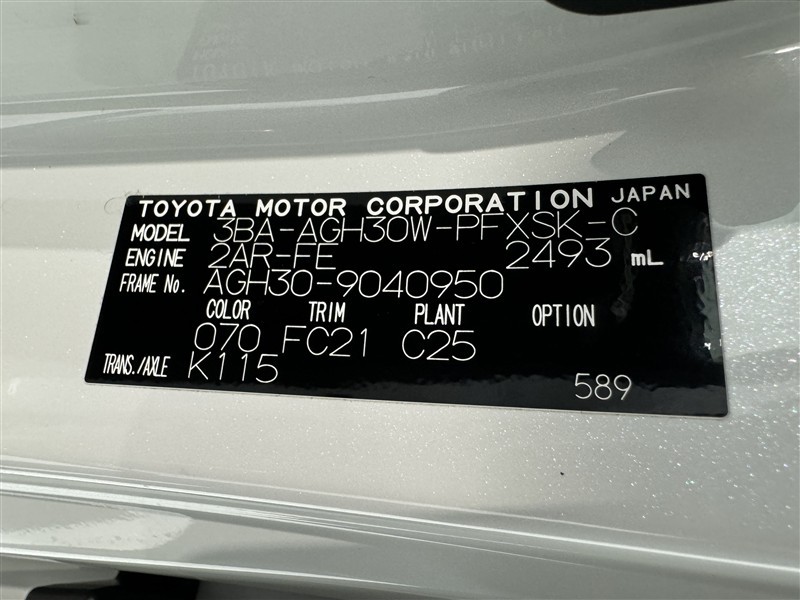 TOYOTA MOTOR CORPORATION JAPAN
MODEL 3BA-AGH30W-PFXSK-C
ENGINE 2AR-FE 2493 mL
FRAME No. AGH30-9040950
COLOR TRIM PLANT OPTION
070 FC21 C25
TRANS./AXLE K115
589